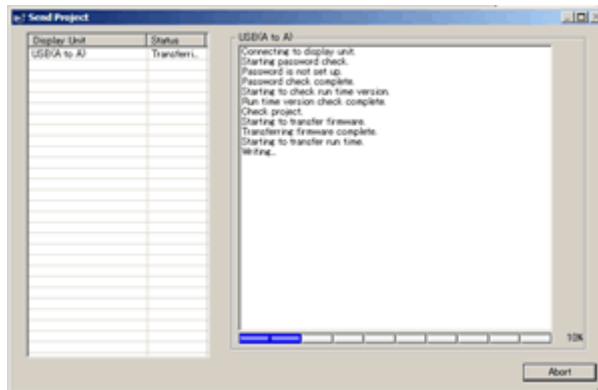 Send Project
Display Unit Status
USB(A to A) Transferri...
USB(A to A)
Connecting to display unit.
Starting password check.
Password is not set up.
Password check complete.
Starting to check run time version.
Run time version check complete.
Check project.
Starting to transfer firmware.
Transferring firmware complete.
Starting to transfer run time.
Writing...
10%
Abort